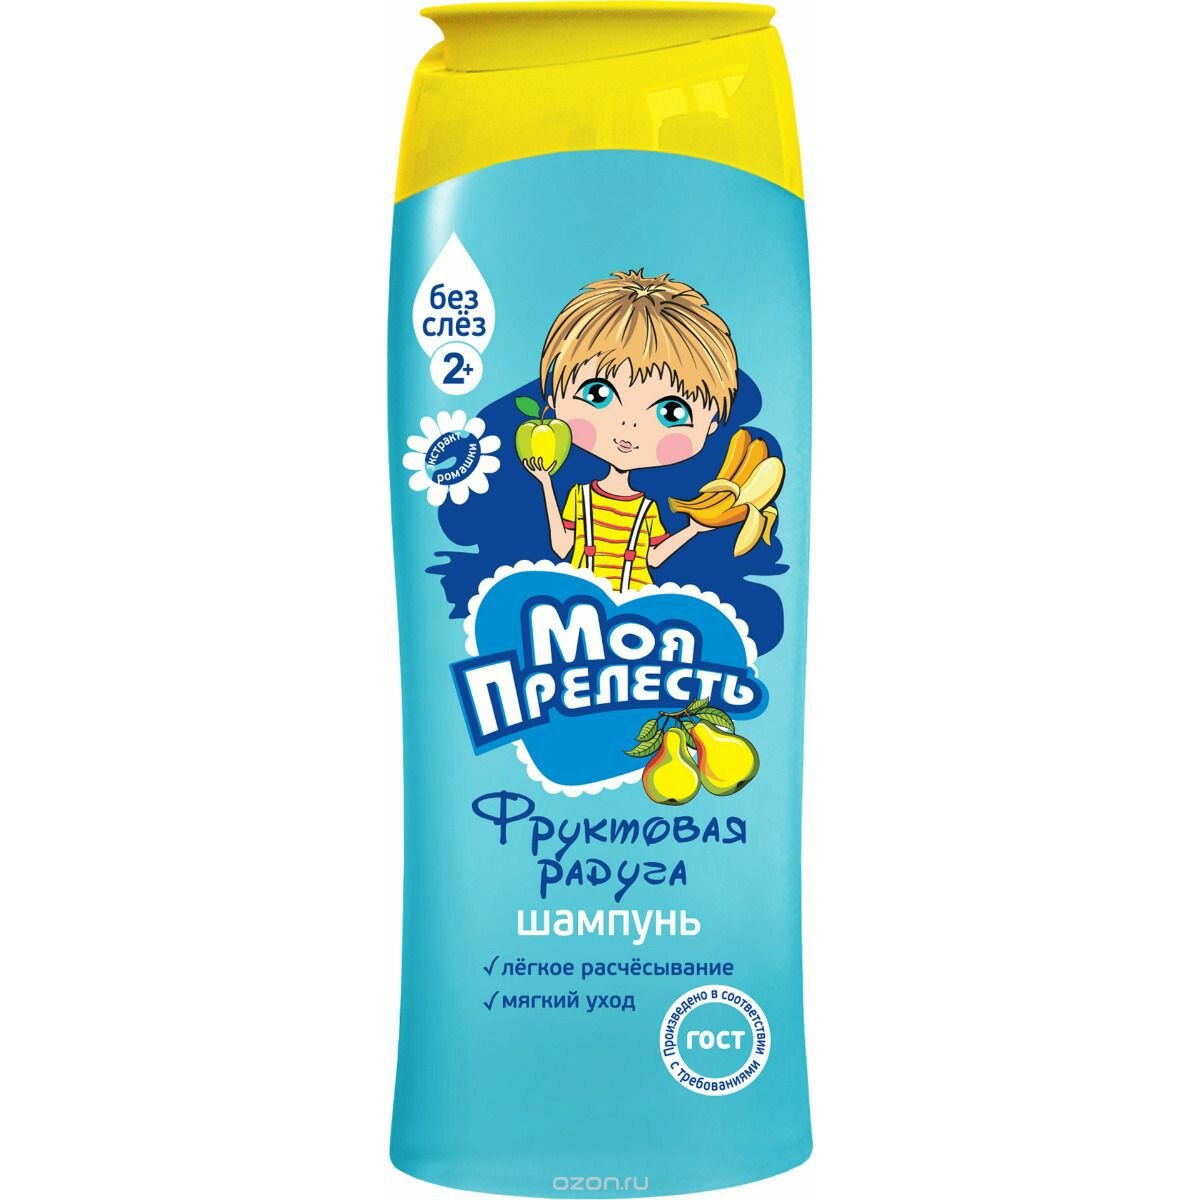 без
слёз
2+
экстракт
ромашки
Моя
Прелесть
Фруктовая
радуга
шампунь
✓лёгкое расчёсывание
✓мягкий уход
Произведено в соответствии
с требованиями
ГОСТ
ozon.ru